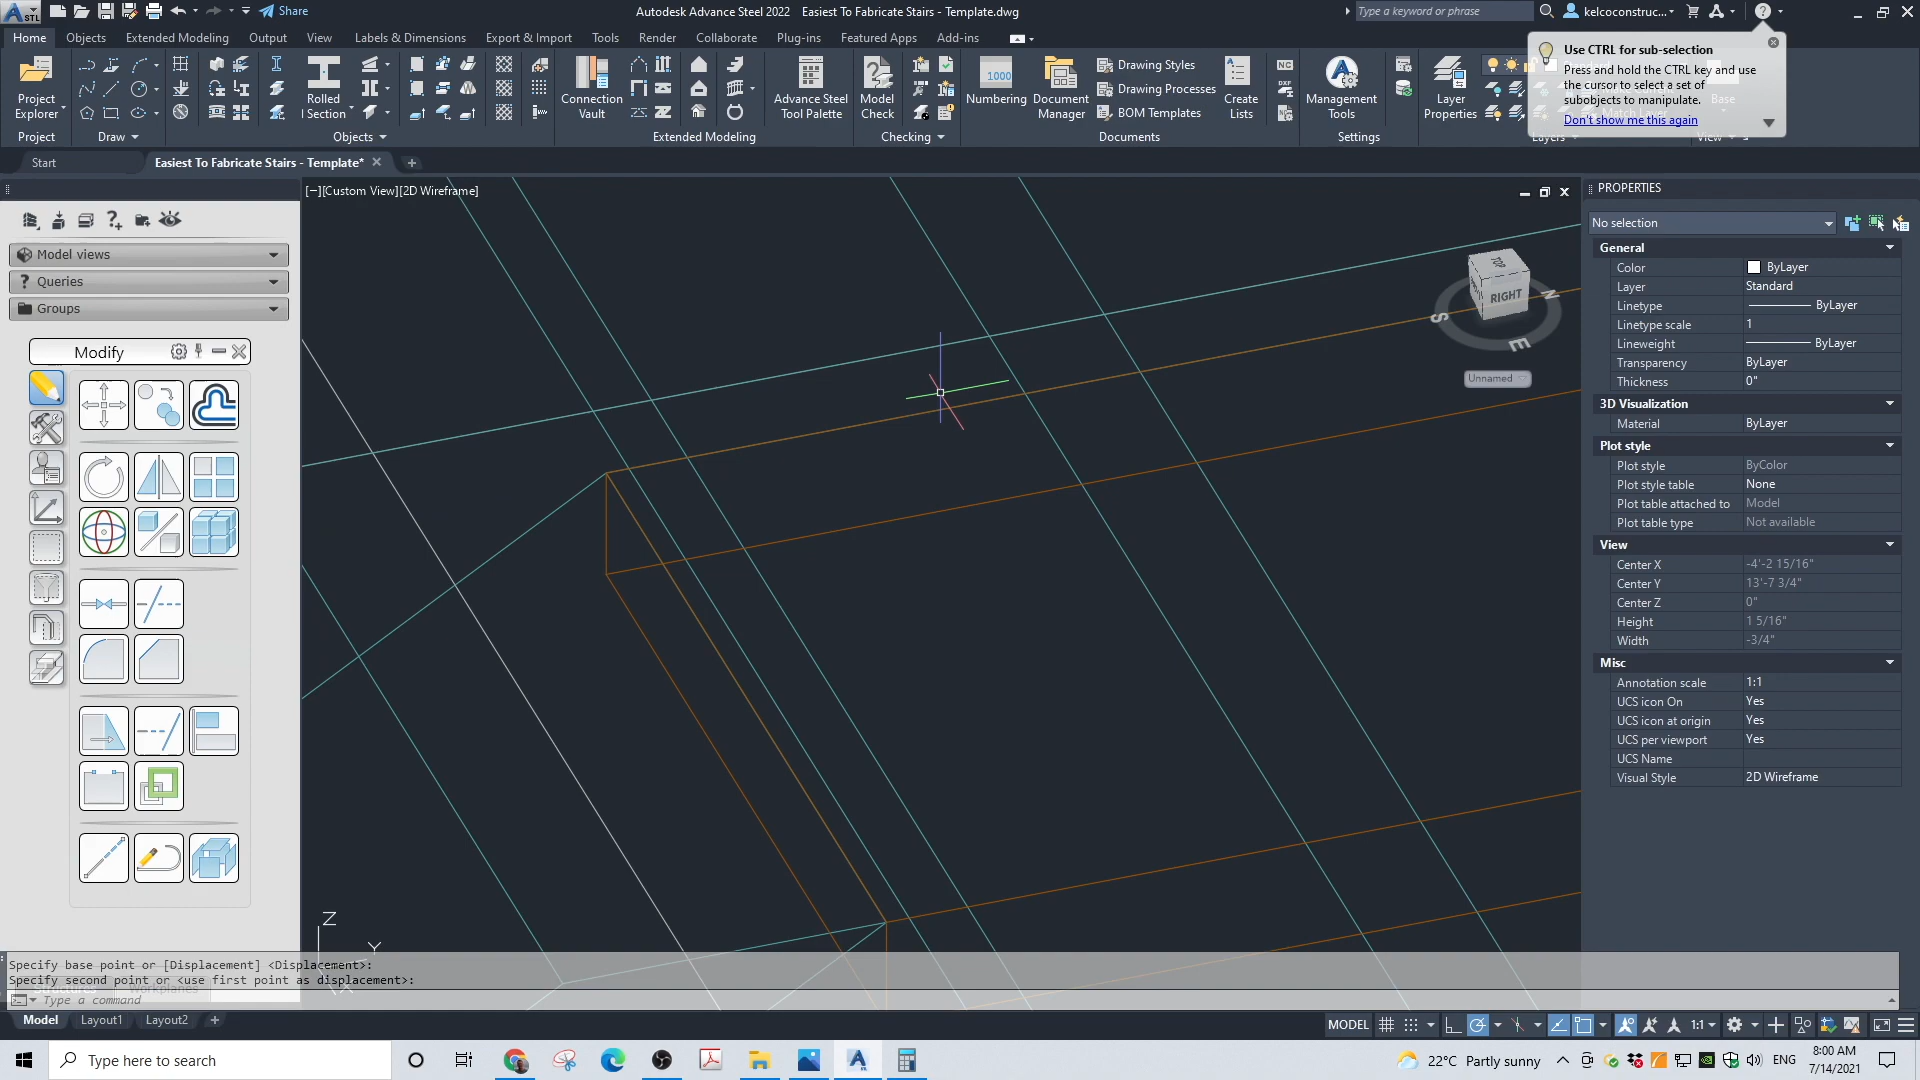 STL
Share
Autodesk Advance Steel 2022 Easiest To Fabricate Stairs - Template.dwg
Type a keyword or phrase
kelcoconstruc...
Home Objects Extended Modeling Output View Labels & Dimensions Export & Import Tools Render Collaborate Plug-ins Featured Apps Add-ins
Use CTRL for sub-selection
Press and hold the CTRL key and use
the cursor to select a set of
subobjects to manipulate.
Don't show me this again
Project
Explorer
Rolled
I Section
Connection
Vault
Advance Steel
Tool Palette
Model
Check
1000
Numbering
Document
Manager
Drawing Styles
Drawing Processes
BOM Templates
Create
Lists
NC
DXF
Management
Tools
Layer
Properties
Base
Project Draw Objects Extended Modeling Checking Documents Settings Layers View
Start
Easiest To Fabricate Stairs - Template*
[−][Custom View][2D Wireframe]
Model views
Queries
Groups
Modify
TOP
RIGHT
N
S
E
Unnamed
PROPERTIES
No selection
General
Color ByLayer
Layer Standard
Linetype ByLayer
Linetype scale 1
Lineweight ByLayer
Transparency ByLayer
Thickness 0"
3D Visualization
Material ByLayer
Plot style
Plot style ByColor
Plot style table None
Plot table attached to Model
Plot table type Not available
View
Center X -4'-2 15/16"
Center Y 13'-7 3/4"
Center Z 0"
Height 1 5/16"
Width -3/4"
Misc
Annotation scale 1:1
UCS icon On Yes
UCS icon at origin Yes
UCS per viewport Yes
UCS Name
Visual Style 2D Wireframe
Z
Y
X
Specify base point or [Displacement] <Displacement>:
Specify second point or <use first point as displacement>:
Structures Workplanes
Type a command
Model Layout1 Layout2
MODEL
1:1
Type here to search
22°C Partly sunny
ENG
8:00 AM
7/14/2021